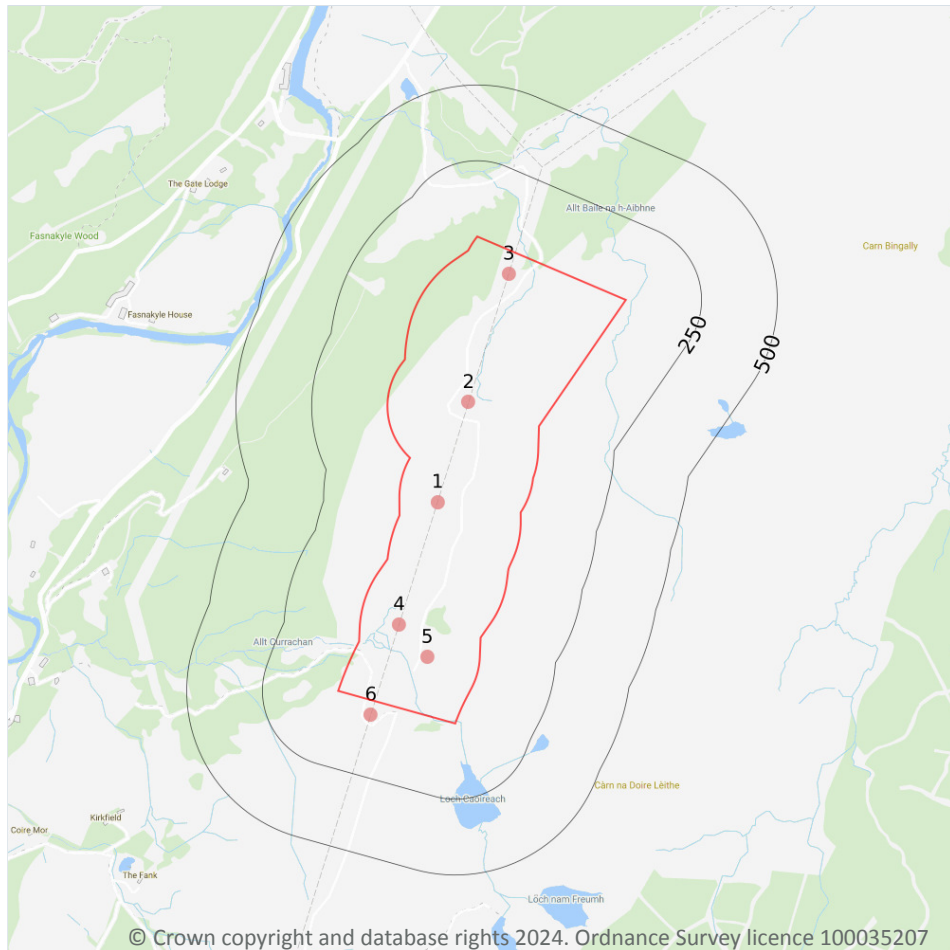 The Gate Lodge
Allt Baile na h-Aibhne
Fasnakyle Wood
Carn Bingally
3
Fasnakyle House
250
500
2
1
4
5
Allt Currachan
6
Càrn na Doire Lèithe
Loch Caoireach
Kirkfield
Coire Mor
The Fank
Loch nam Freumh
© Crown copyright and database rights 2024. Ordnance Survey licence 100035207